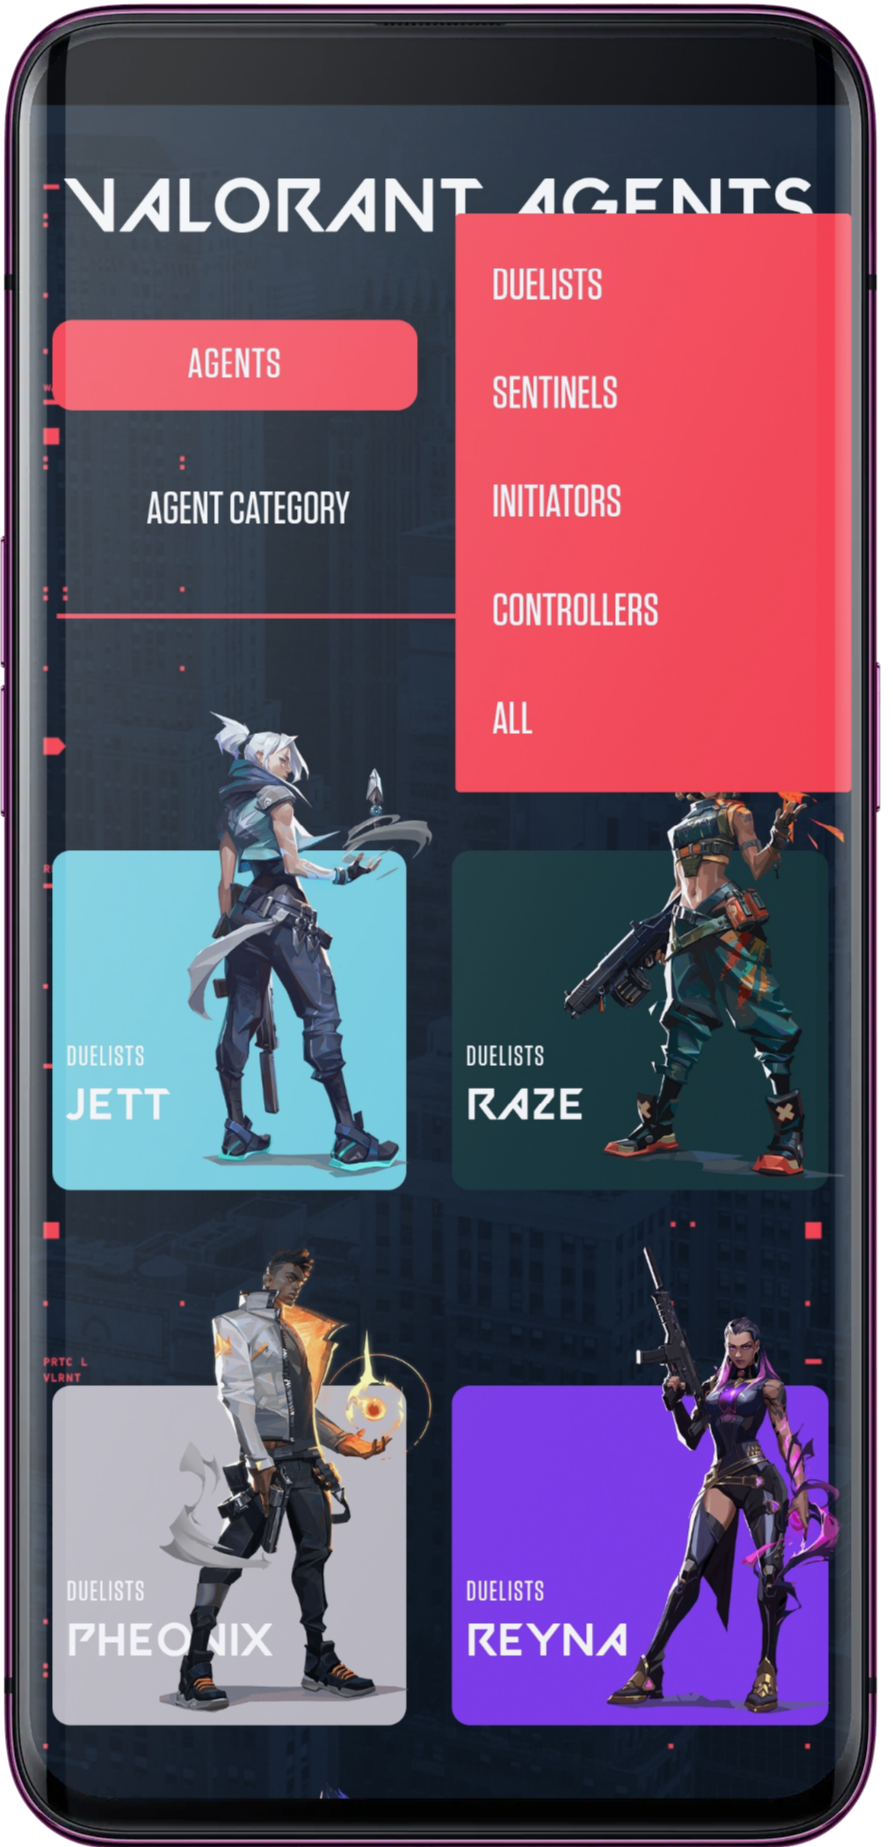 VALORANT AGENTS
AGENTS
AGENT CATEGORY
DUELISTS
SENTINELS
INITIATORS
CONTROLLERS
ALL
DUELISTS
JETT
DUELISTS
RAZE
PRTC L
VLRNT
DUELISTS
PHEONIX
DUELISTS
REYNA